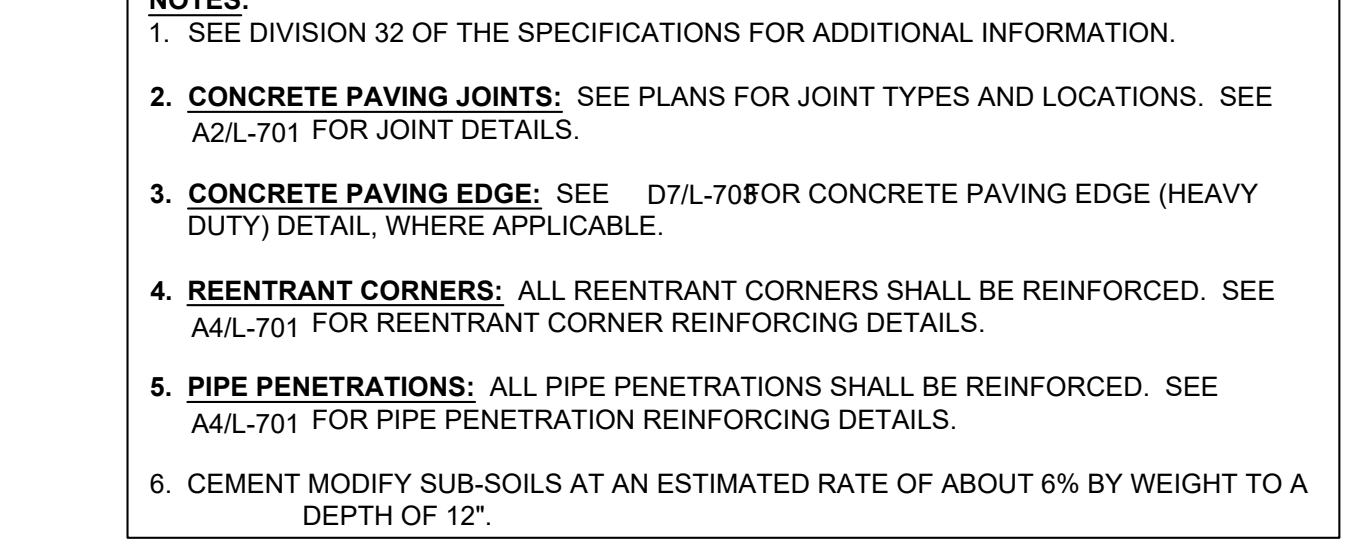 NOTES:
1. SEE DIVISION 32 OF THE SPECIFICATIONS FOR ADDITIONAL INFORMATION.
2. CONCRETE PAVING JOINTS: SEE PLANS FOR JOINT TYPES AND LOCATIONS. SEE
A2/L-701 FOR JOINT DETAILS.
3. CONCRETE PAVING EDGE: SEE D7/L-703 FOR CONCRETE PAVING EDGE (HEAVY
DUTY) DETAIL, WHERE APPLICABLE.
4. REENTRANT CORNERS: ALL REENTRANT CORNERS SHALL BE REINFORCED. SEE
A4/L-701 FOR REENTRANT CORNER REINFORCING DETAILS.
5. PIPE PENETRATIONS: ALL PIPE PENETRATIONS SHALL BE REINFORCED. SEE
A4/L-701 FOR PIPE PENETRATION REINFORCING DETAILS.
6. CEMENT MODIFY SUB-SOILS AT AN ESTIMATED RATE OF ABOUT 6% BY WEIGHT TO A
DEPTH OF 12".